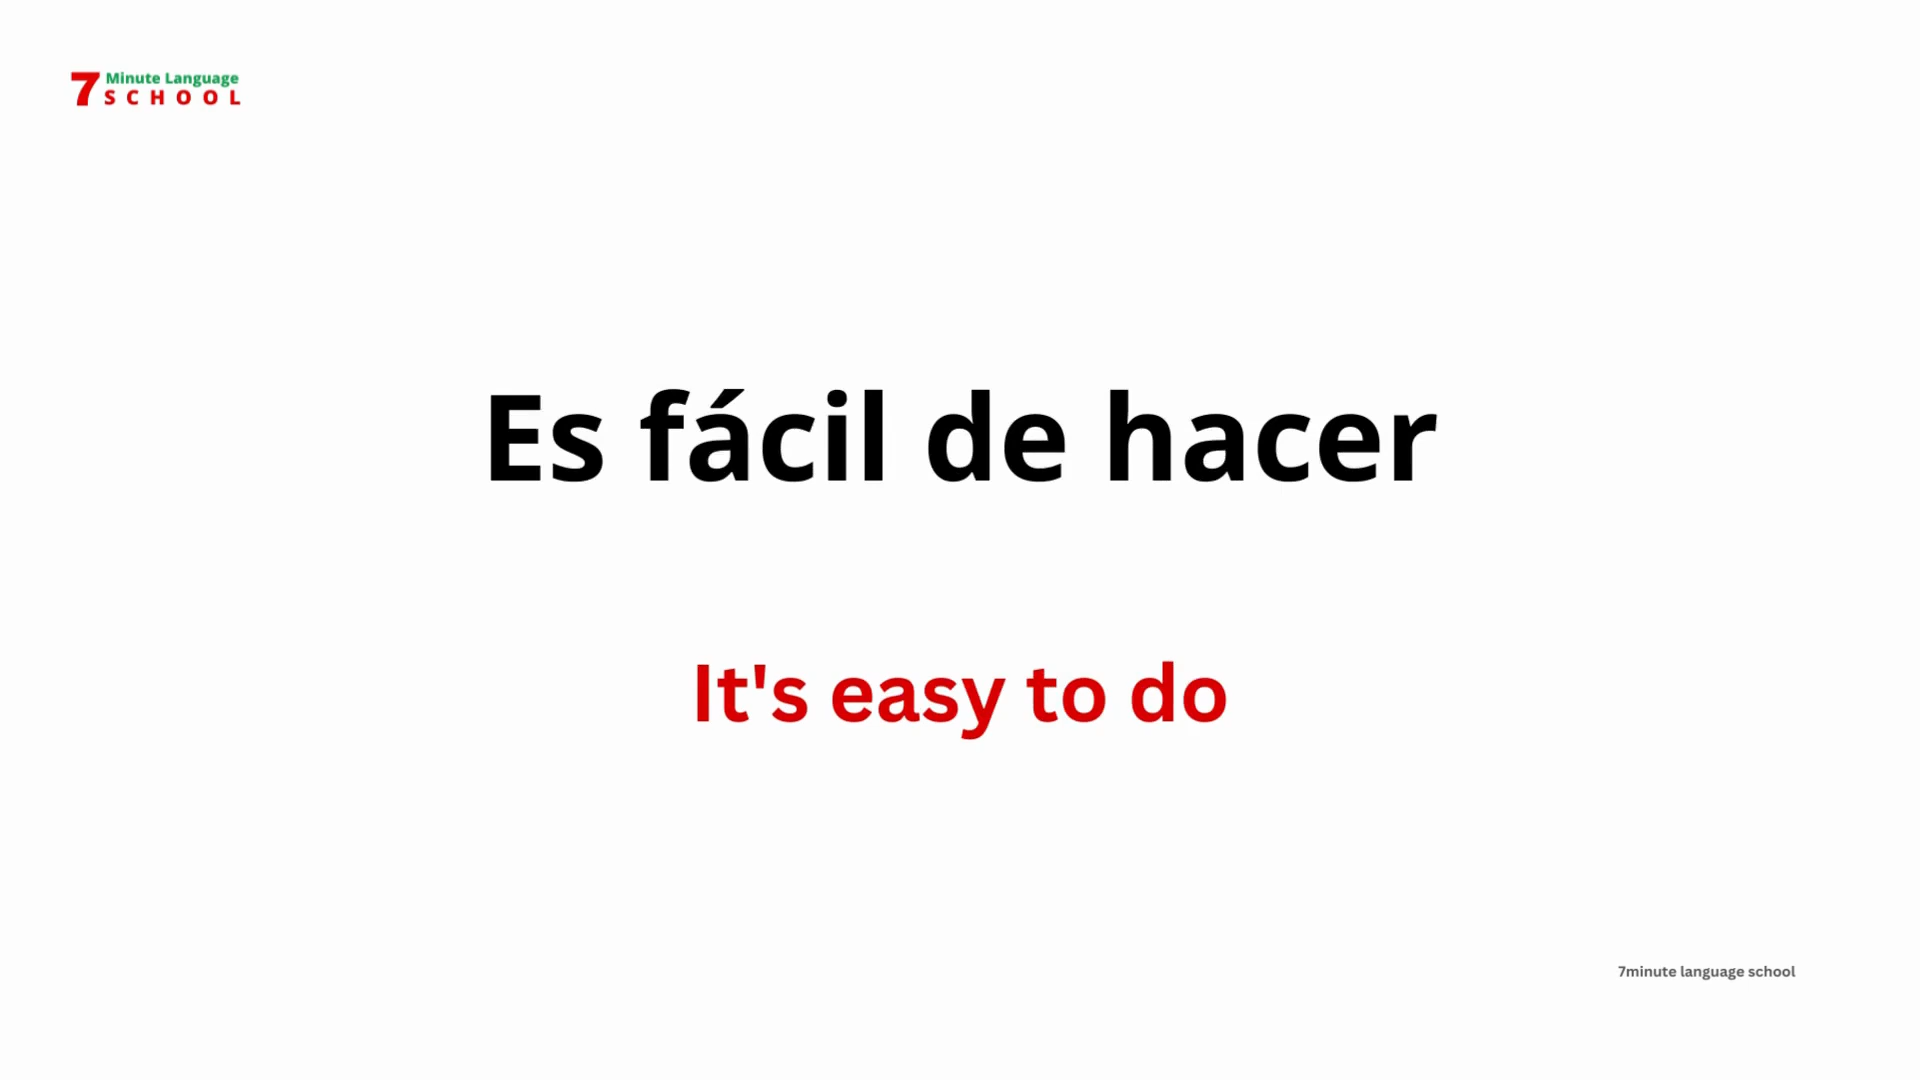 7 Minute Language
SCHOOL
Es fácil de hacer
It's easy to do
7minute language school